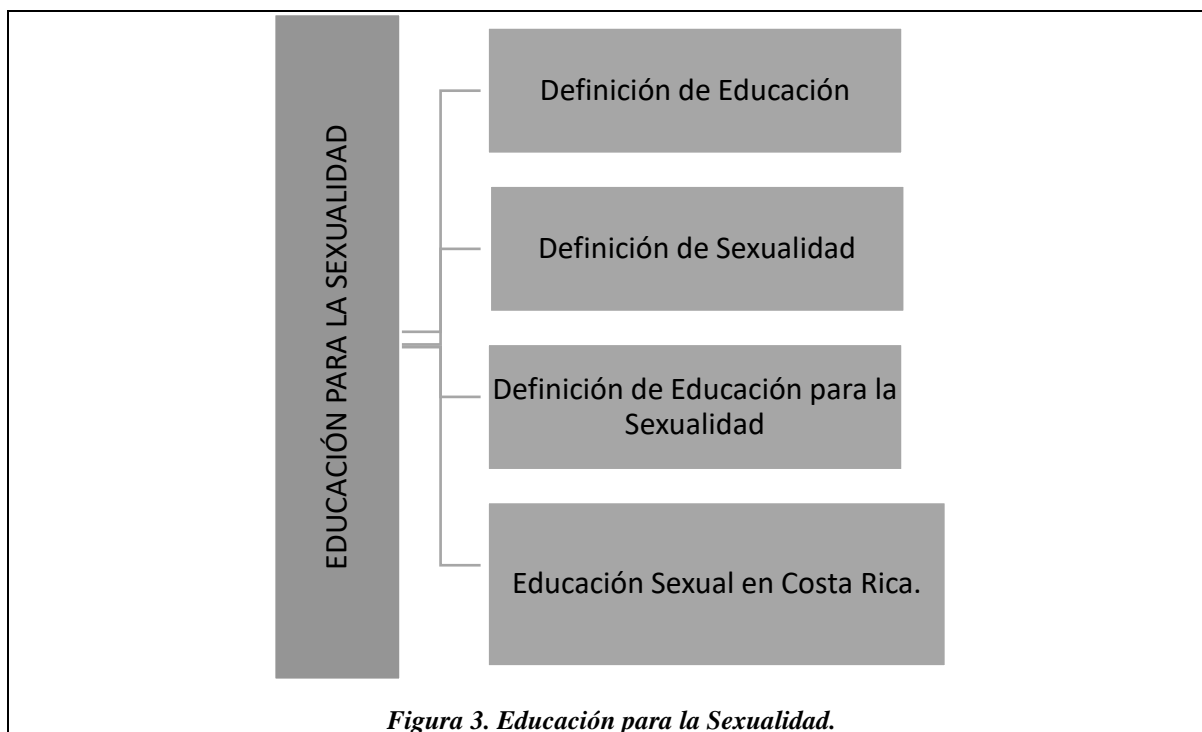 EDUCACIÓN PARA LA SEXUALIDAD
Definición de Educación
Definición de Sexualidad
Definición de Educación para la
Sexualidad
Educación Sexual en Costa Rica.
Figura 3. Educación para la Sexualidad.